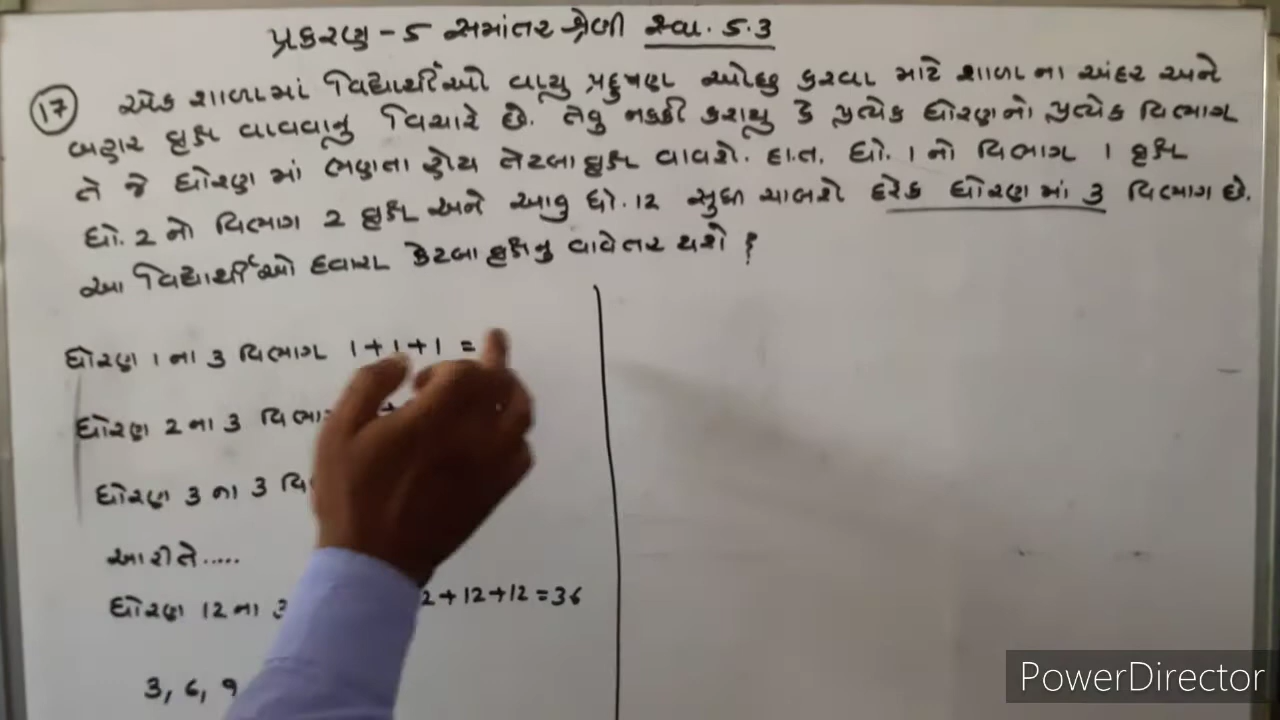 પ્રકરણ - 5 સમાંતર શ્રેણી સ્વા. 5.3
17 એક શાળામાં વિદ્યાર્થીઓ વાયુ પ્રદુષણ ઓછુ કરવા માટે શાળા ના અંદર અને
બહાર વૃક્ષ વાવવાનુ વિચારે છે. તેવુ નક્કી કરાયુ કે પ્રત્યેક ધોરણનો પ્રત્યેક વિભાગ
તે જે ધોરણ માં ભણતા હોય તેટલા વૃક્ષ વાવશે. દા.ત. ધો. 1 નો વિભાગ 1 વૃક્ષ
ધો. 2 નો વિભાગ 2 વૃક્ષ અને આવુ ધો. 12 સુધી ચાલશે દરેક ધોરણ માં 3 વિભાગ છે.
આ વિદ્યાર્થીઓ દ્વારા કેટલા વૃક્ષનુ વાવેતર થશે ?
ધોરણ 1 ના 3 વિભાગ 1+1+1 =
ધોરણ 2 ના 3
ધોરણ 3 ના 3
આ રીતે.....
ધોરણ 12 ના 2+12+12=36
3, 6, 9
PowerDirector